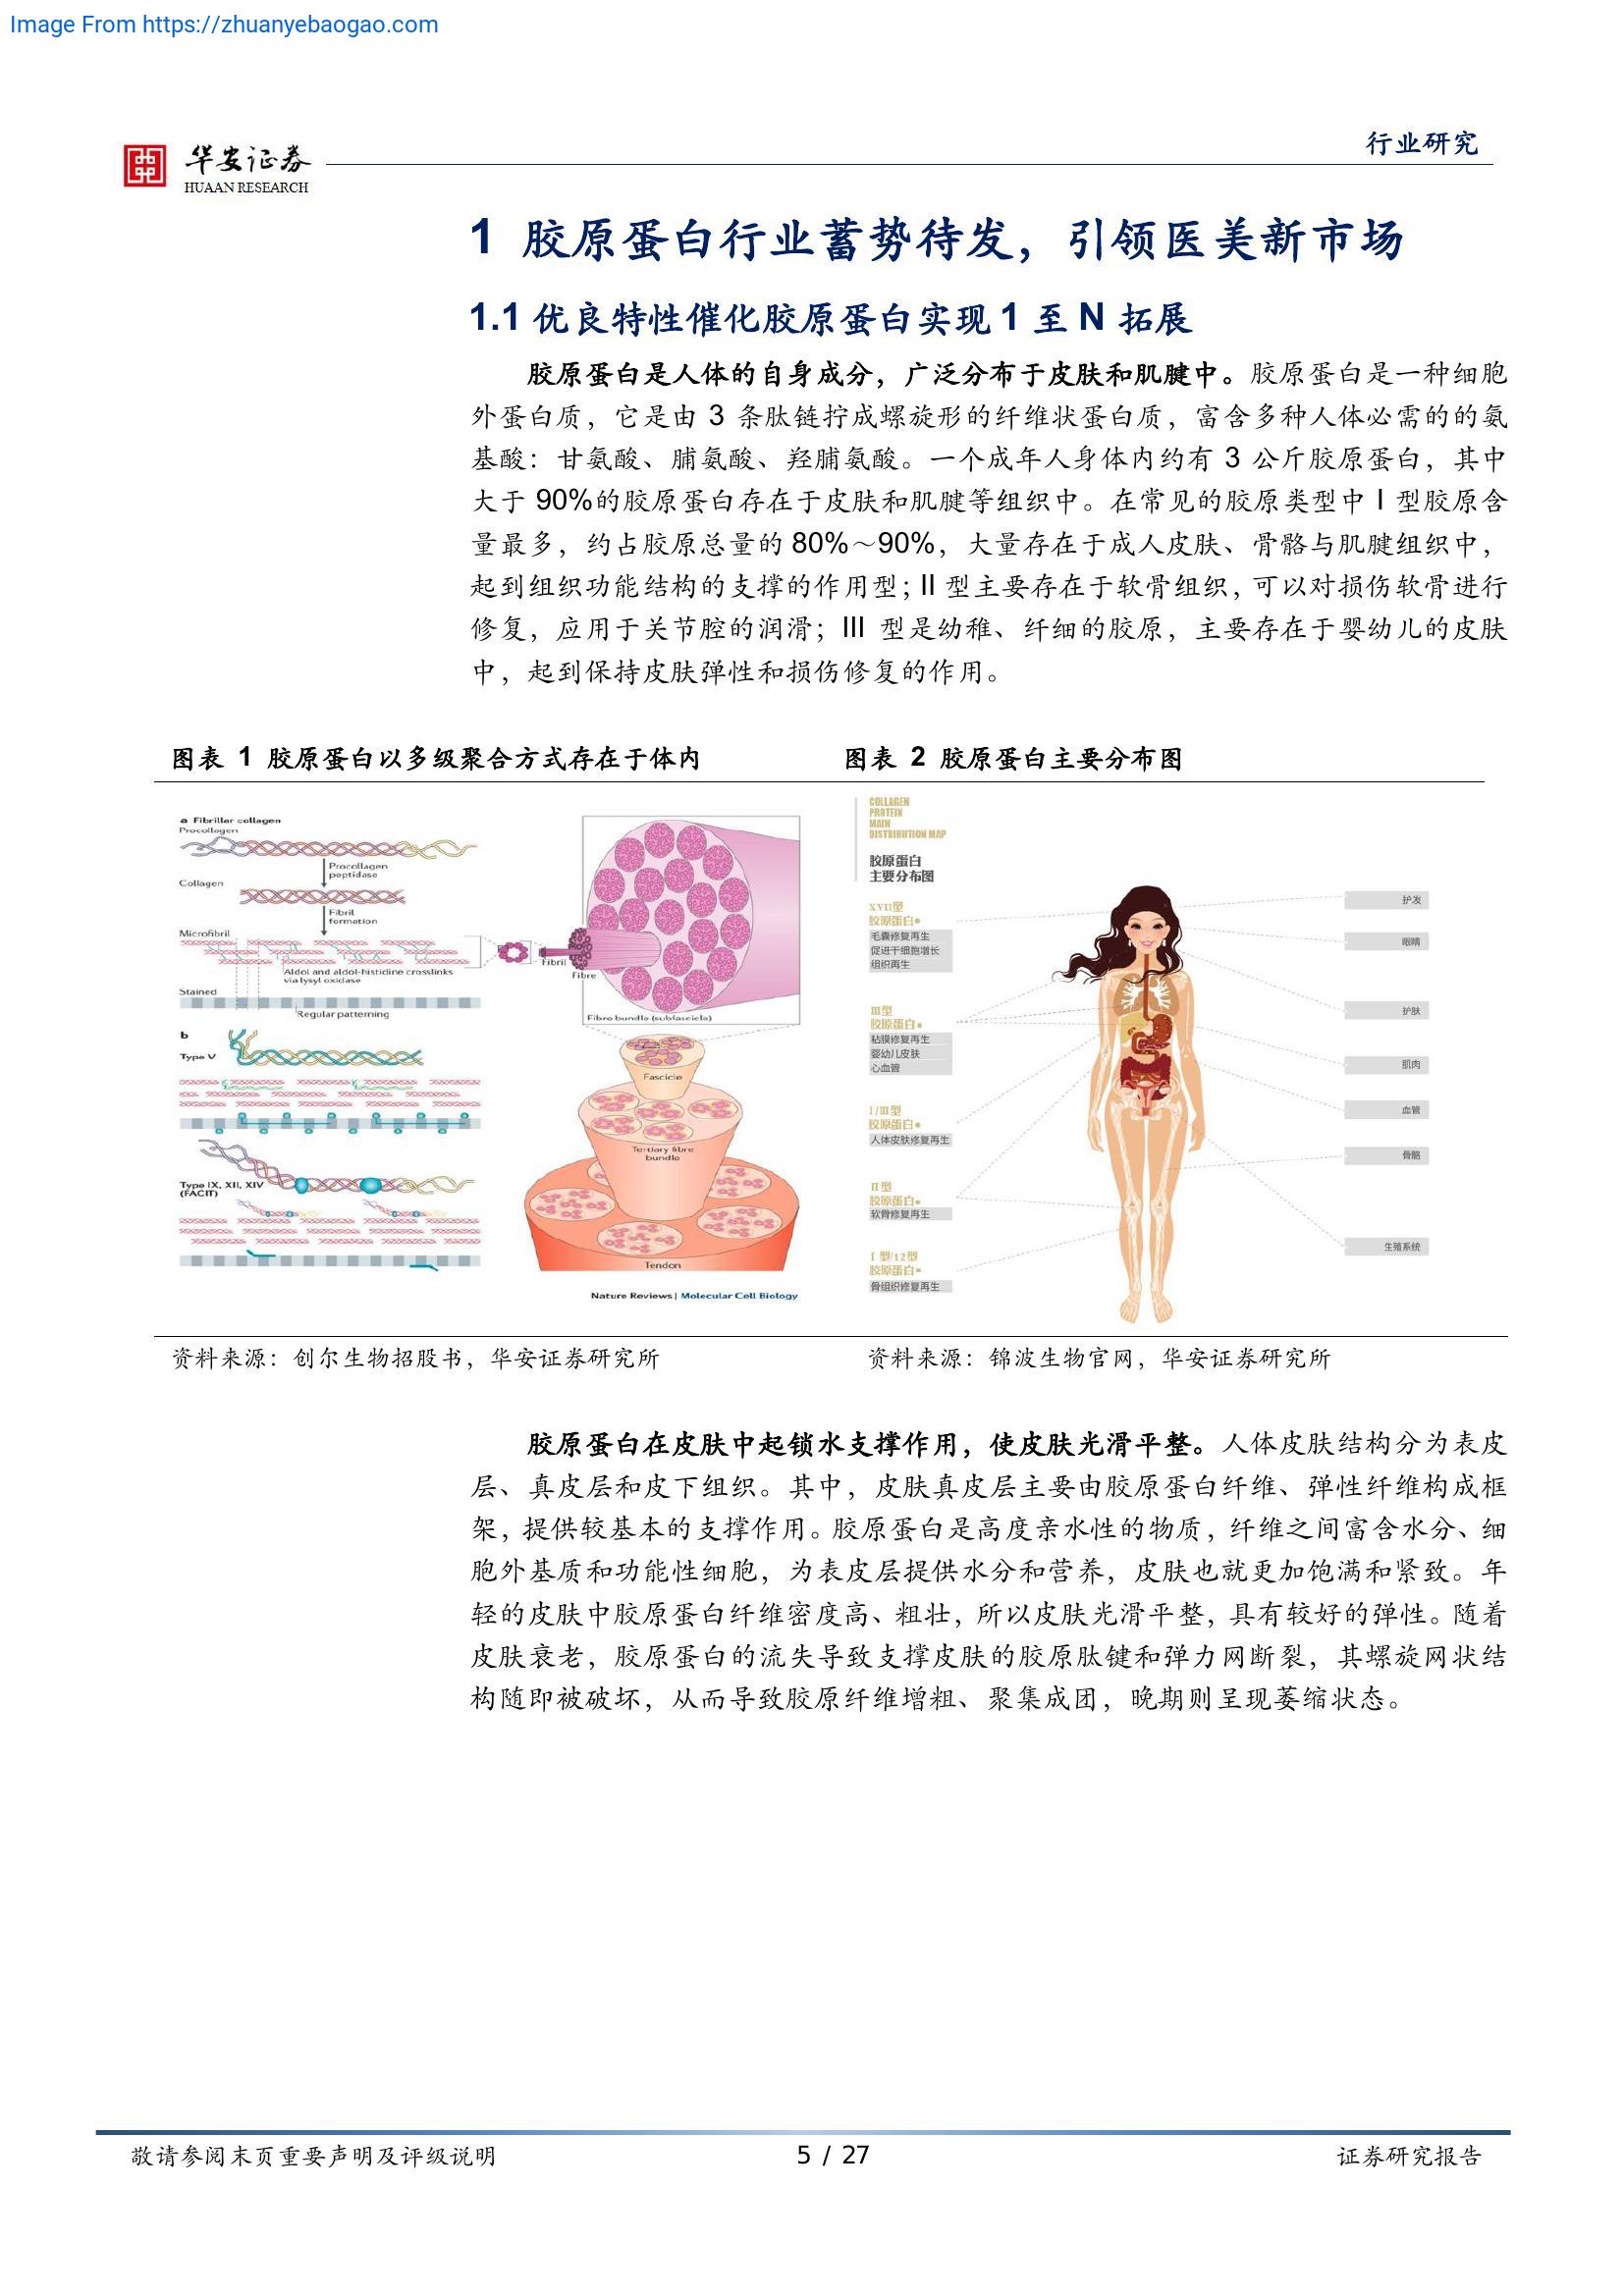 Image From https://zhuanyebaogao.com
华安证券
HUAAN RESEARCH
行业研究
1 胶原蛋白行业蓄势待发，引领医美新市场
1.1 优良特性催化胶原蛋白实现 1 至 N 拓展
胶原蛋白是人体的自身成分，广泛分布于皮肤和肌腱中。胶原蛋白是一种细胞
外蛋白质，它是由 3 条肽链拧成螺旋形的纤维状蛋白质，富含多种人体必需的的氨
基酸：甘氨酸、脯氨酸、羟脯氨酸。一个成年人身体内约有 3 公斤胶原蛋白，其中
大于 90%的胶原蛋白存在于皮肤和肌腱等组织中。在常见的胶原类型中 I 型胶原含
量最多，约占胶原总量的 80%～90%，大量存在于成人皮肤、骨骼与肌腱组织中，
起到组织功能结构的支撑的作用型；II 型主要存在于软骨组织，可以对损伤软骨进行
修复，应用于关节腔的润滑；III 型是幼稚、纤细的胶原，主要存在于婴幼儿的皮肤
中，起到保持皮肤弹性和损伤修复的作用。
图表 1 胶原蛋白以多级聚合方式存在于体内
a Fibrillar collagen
Procollagen
Procollagen
peptidase
Collagen
Fibril
formation
Microfibril
Aldol and aldol-histidine crosslinks
via lysyl oxidase
Stained
Regular patterning
b
Type V
Type IX, XII, XIV
(FACIT)
Fibril
Fibre
Fibre bundle (subfascicle)
Fascicle
Tertiary fibre
bundle
Tendon
Nature Reviews | Molecular Cell Biology
图表 2 胶原蛋白主要分布图
COLLAGEN
PROTEIN
MAIN
DISTRIBUTION MAP
胶原蛋白
主要分布图
XVII型
胶原蛋白
毛囊修复再生
促进干细胞增长
组织再生
III型
胶原蛋白
粘膜修复再生
婴幼儿皮肤
心血管
I/III型
胶原蛋白
人体皮肤修复再生
II型
胶原蛋白
软骨修复再生
I 型/12型
胶原蛋白
骨组织修复再生
护发
眼睛
护肤
肌肉
血管
骨骼
生殖系统
资料来源：创尔生物招股书，华安证券研究所
资料来源：锦波生物官网，华安证券研究所
胶原蛋白在皮肤中起锁水支撑作用，使皮肤光滑平整。人体皮肤结构分为表皮
层、真皮层和皮下组织。其中，皮肤真皮层主要由胶原蛋白纤维、弹性纤维构成框
架，提供较基本的支撑作用。胶原蛋白是高度亲水性的物质，纤维之间富含水分、细
胞外基质和功能性细胞，为表皮层提供水分和营养，皮肤也就更加饱满和紧致。年
轻的皮肤中胶原蛋白纤维密度高、粗壮，所以皮肤光滑平整，具有较好的弹性。随着
皮肤衰老，胶原蛋白的流失导致支撑皮肤的胶原肽键和弹力网断裂，其螺旋网状结
构随即被破坏，从而导致胶原纤维增粗、聚集成团，晚期则呈现萎缩状态。
敬请参阅末页重要声明及评级说明
5 / 27
证券研究报告